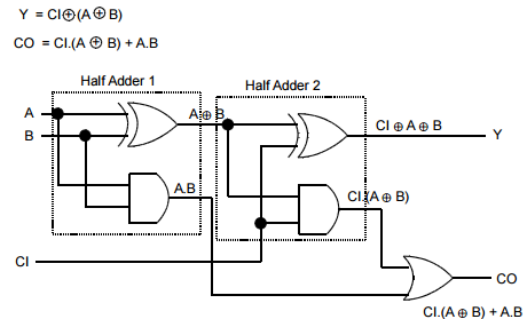 Y = CI⊕(A ⊕ B)
CO = CI.(A ⊕ B) + A.B
Half Adder 1
Half Adder 2
A
A ⊕ B
B
CI ⊕ A ⊕ B
Y
A.B
CI.(A ⊕ B)
CI
CO
CI.(A ⊕ B) + A.B